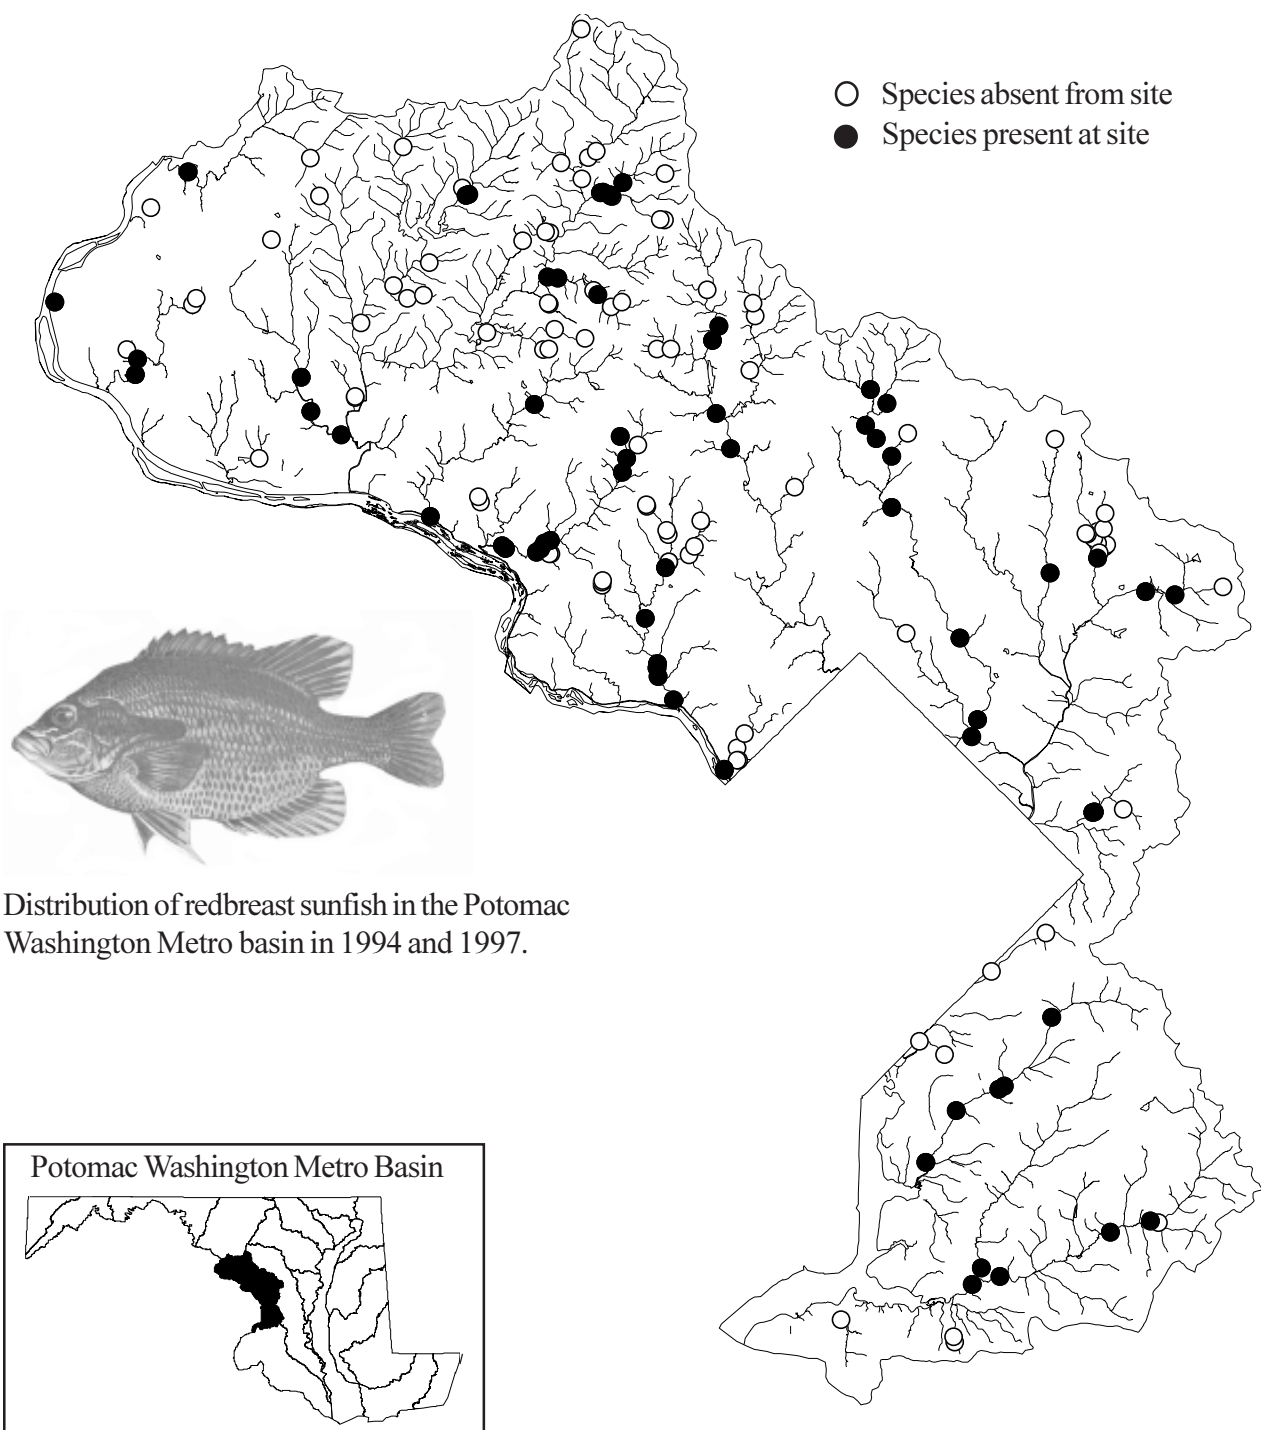 Species absent from site
Species present at site
Distribution of redbreast sunfish in the Potomac
Washington Metro basin in 1994 and 1997.
Potomac Washington Metro Basin